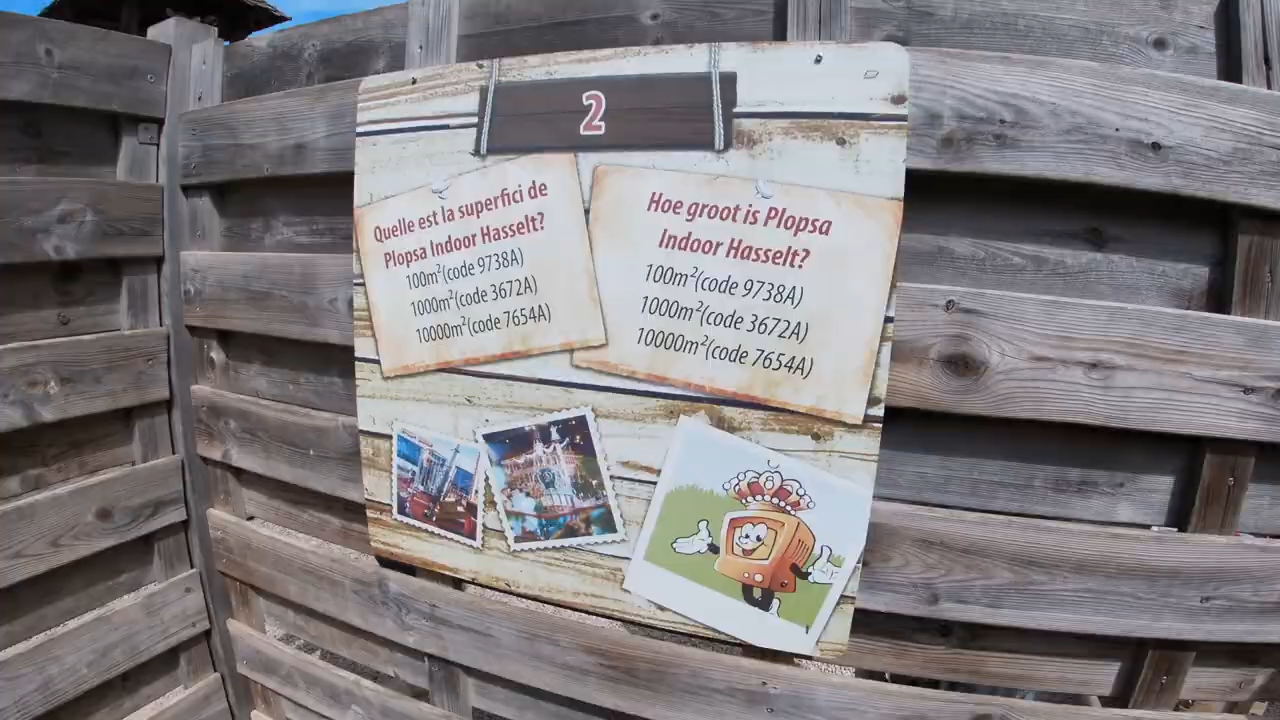 2
Quelle est la superfici de
Plopsa Indoor Hasselt?
100m²(code 9738A)
1000m²(code 3672A)
10000m²(code 7654A)
Hoe groot is Plopsa
Indoor Hasselt?
100m²(code 9738A)
1000m²(code 3672A)
10000m²(code 7654A)